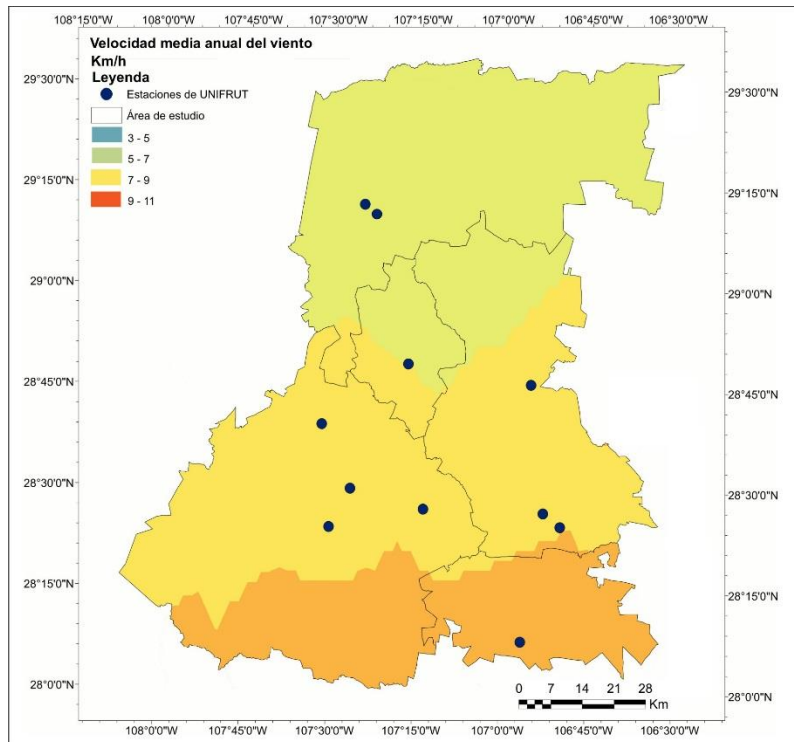 108°15'0"W 108°0'0"W 107°45'0"W 107°30'0"W 107°15'0"W 107°0'0"W 106°45'0"W 106°30'0"W
Velocidad media anual del viento
Km/h
Leyenda
Estaciones de UNIFRUT
Área de estudio
3 - 5
5 - 7
7 - 9
9 - 11
29°30'0"N
29°15'0"N
29°0'0"N
28°45'0"N
28°30'0"N
28°15'0"N
28°0'0"N
29°30'0"N
29°15'0"N
29°0'0"N
28°45'0"N
28°30'0"N
28°15'0"N
28°0'0"N
0 7 14 21 28
Km
108°0'0"W 107°45'0"W 107°30'0"W 107°15'0"W 107°0'0"W 106°45'0"W 106°30'0"W